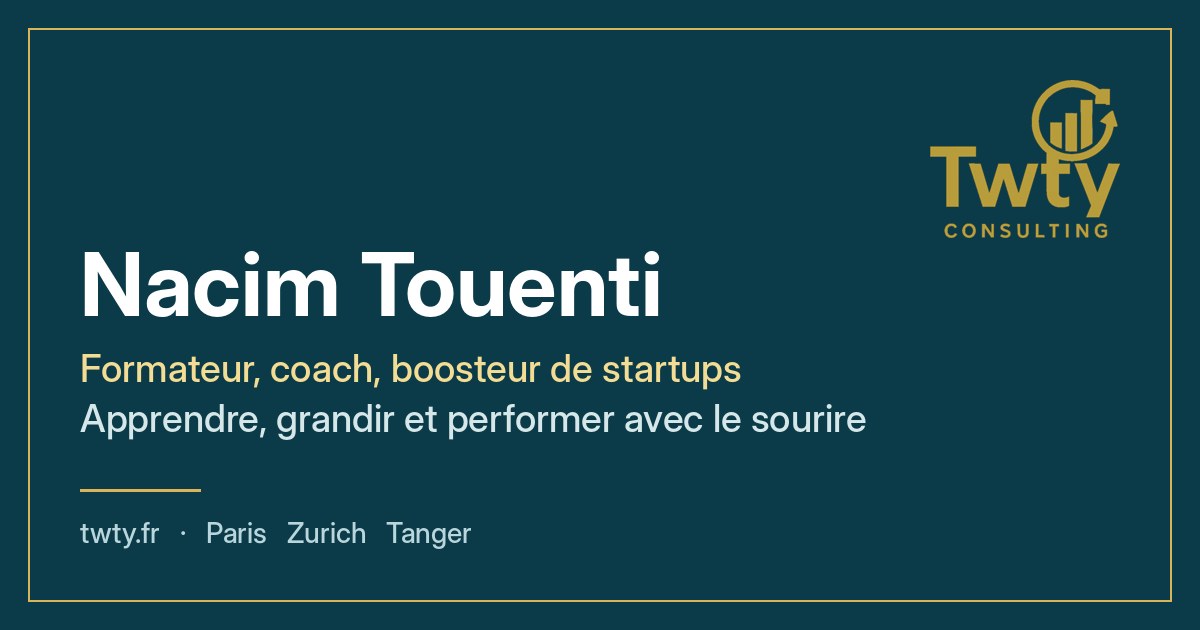 Twty
CONSULTING
Nacim Touenti
Formateur, coach, boosteur de startups
Apprendre, grandir et performer avec le sourire
twty.fr · Paris Zurich Tanger